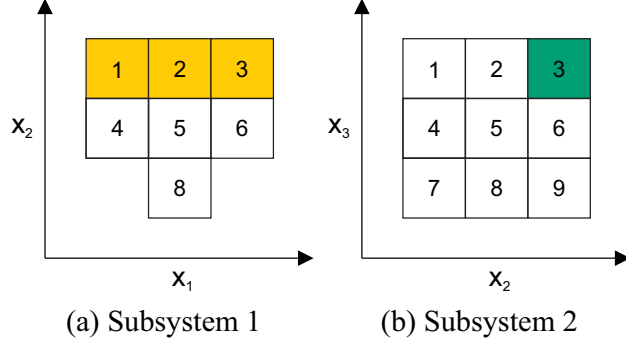 1 2 3 1 2 3
X₂ 4 5 6 X₃ 4 5 6
8 7 8 9
X₁ X₂
(a) Subsystem 1 (b) Subsystem 2